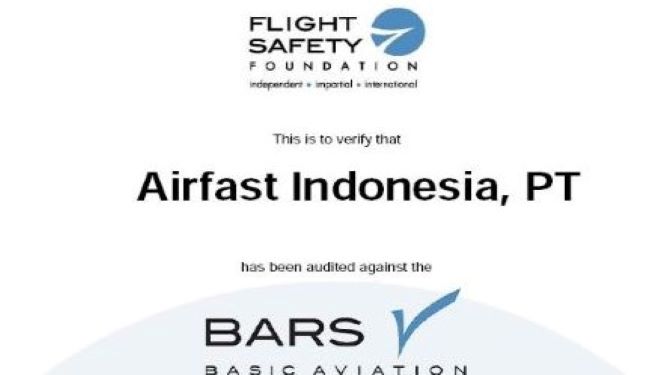 FLIGHT
SAFETY
FOUNDATION
independent • impartial • international
This is to verify that
Airfast Indonesia, PT
has been audited against the
BARS
BASIC AVIATION